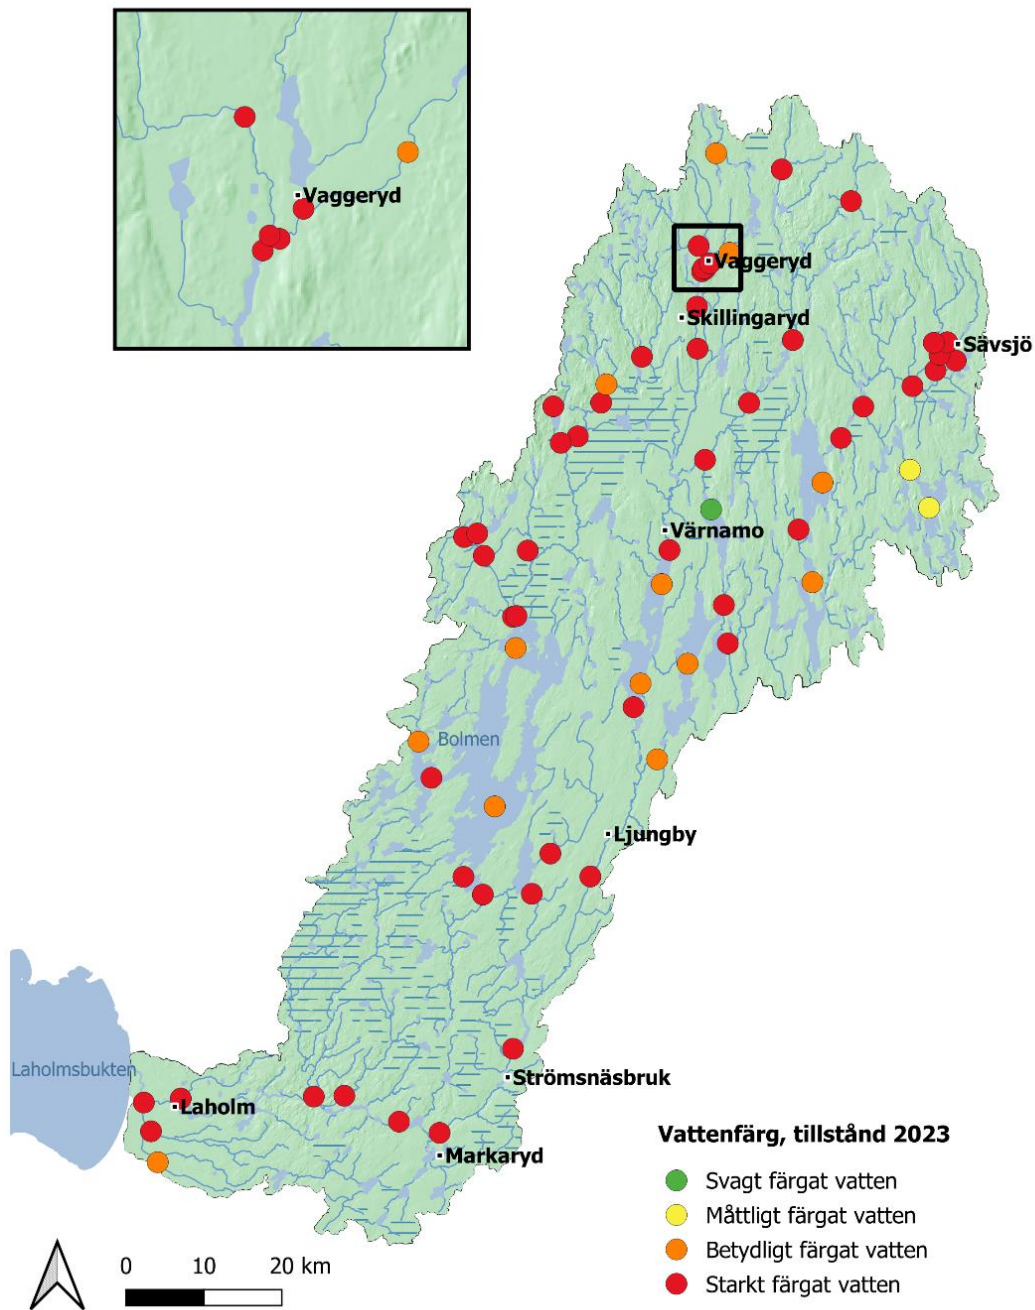 Vaggeryd
Vaggeryd
Skillingaryd
Sävsjö
Värnamo
Bolmen
Ljungby
Laholmsbukten
Strömsnäsbruk
Laholm
Markaryd
Vattenfärg, tillstånd 2023
Svagt färgat vatten
Måttligt färgat vatten
Betydligt färgat vatten
Starkt färgat vatten
0 10 20 km